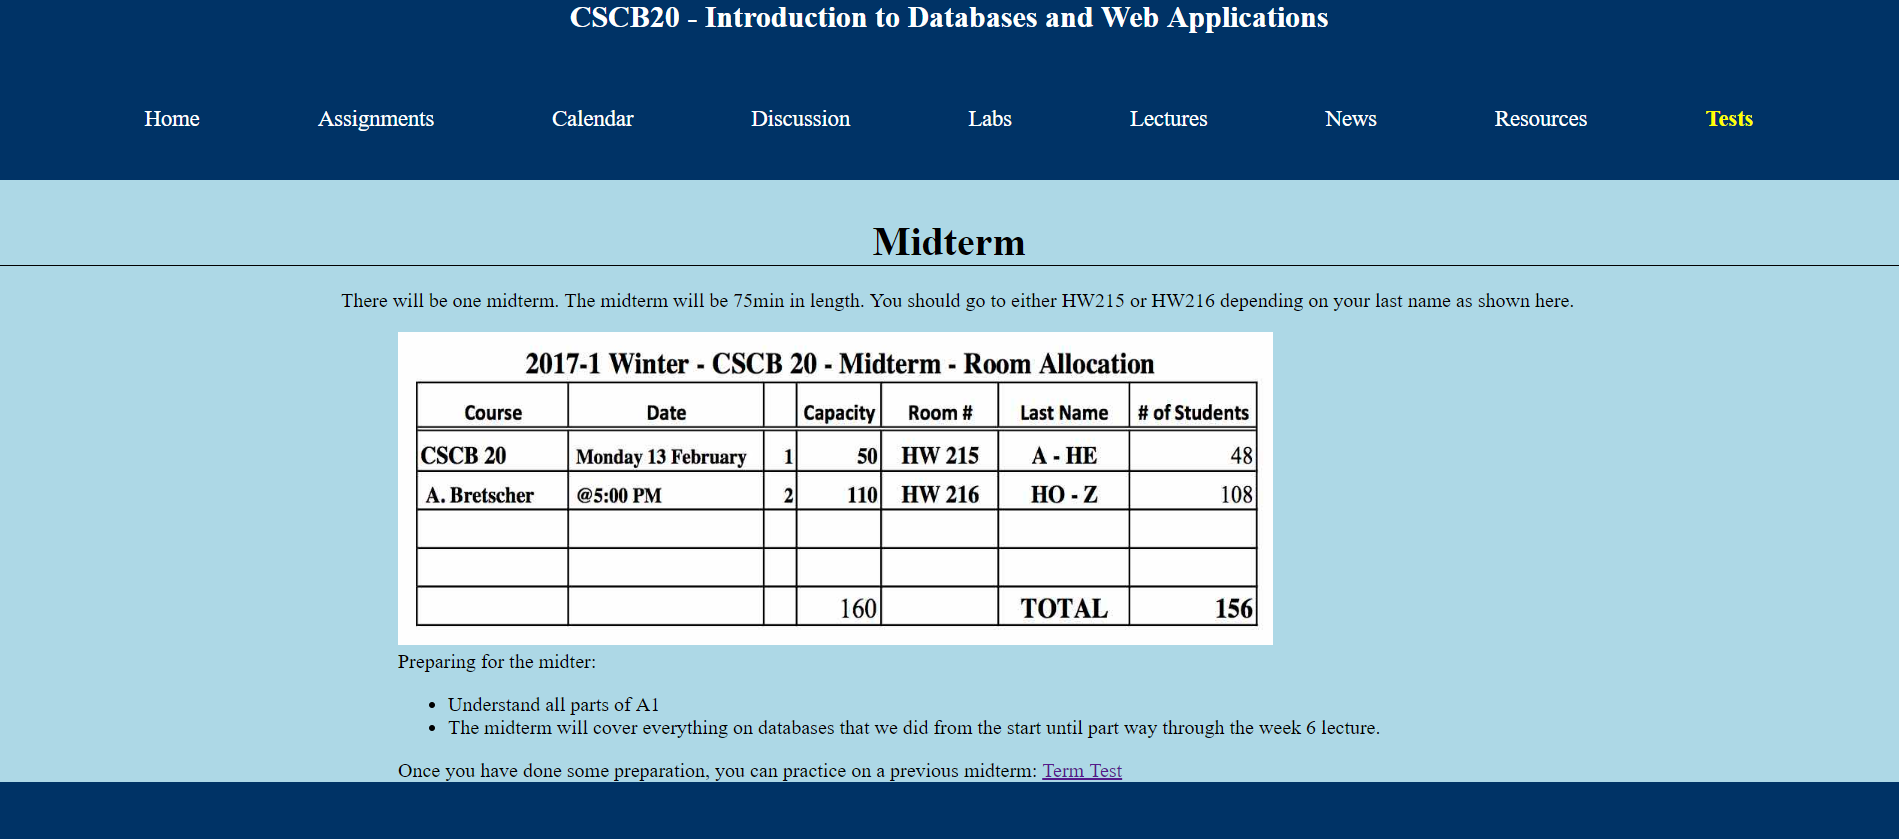 CSCB20 - Introduction to Databases and Web Applications
Home Assignments Calendar Discussion Labs Lectures News Resources Tests
Midterm
There will be one midterm. The midterm will be 75min in length. You should go to either HW215 or HW216 depending on your last name as shown here.
2017-1 Winter - CSCB 20 - Midterm - Room Allocation
Course Date Capacity Room # Last Name # of Students
CSCB 20 Monday 13 February 1 50 HW 215 A - HE 48
A. Bretscher @5:00 PM 2 110 HW 216 HO - Z 108
160 TOTAL 156
Preparing for the midter:
• Understand all parts of A1
• The midterm will cover everything on databases that we did from the start until part way through the week 6 lecture.
Once you have done some preparation, you can practice on a previous midterm: Term Test